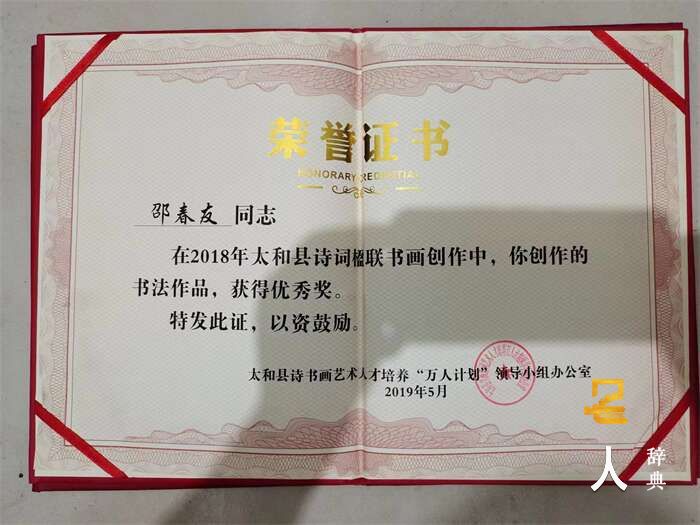 荣誉证书
HONORARY CREDENTIAL
邵春友 同志
在2018年太和县诗词楹联书画创作中,你创作的
书法作品,获得优秀奖。
特发此证,以资鼓励。
太和县诗书画艺术人才培养“万人计划”领导小组办公室
2019年5月
人
辞典